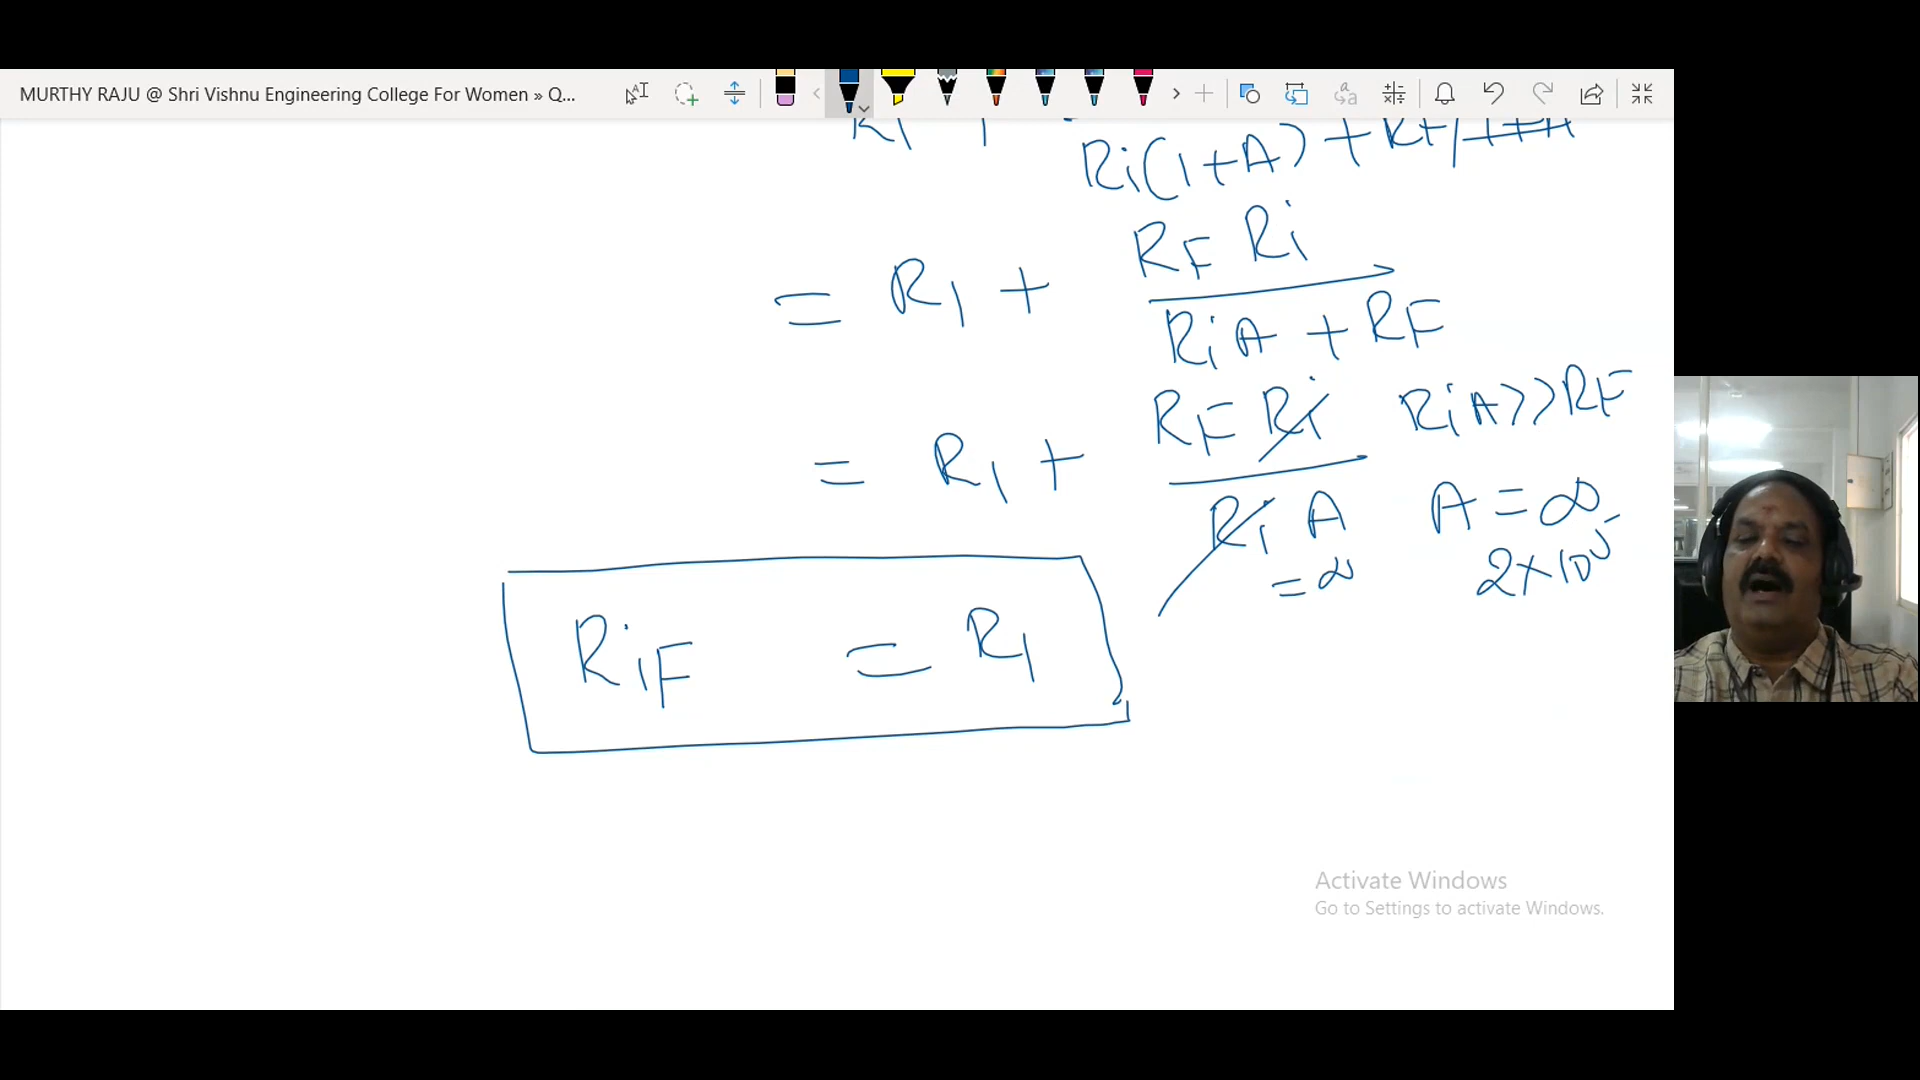 MURTHY RAJU @ Shri Vishnu Engineering College For Women » Q...
Ri(1+A) + RF/1+A
RF Ri
= R1 +
RiA + RF
RF Ri RiA>>RF
= R1 +
Ri A A = ∞
= ∞ 2×10⁵
RiF = R1
Activate Windows
Go to Settings to activate Windows.